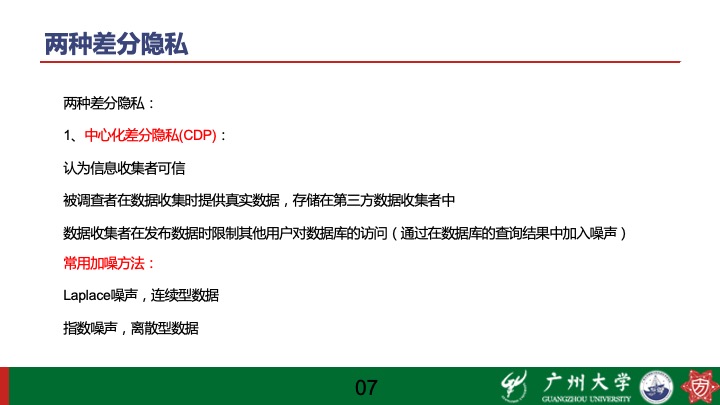 两种差分隐私
两种差分隐私：
1、中心化差分隐私(CDP)：
认为信息收集者可信
被调查者在数据收集时提供真实数据，存储在第三方数据收集者中
数据收集者在发布数据时限制其他用户对数据库的访问（通过在数据库的查询结果中加入噪声）
常用加噪方法：
Laplace噪声，连续型数据
指数噪声，离散型数据
07
广州大学
GUANGZHOU UNIVERSITY